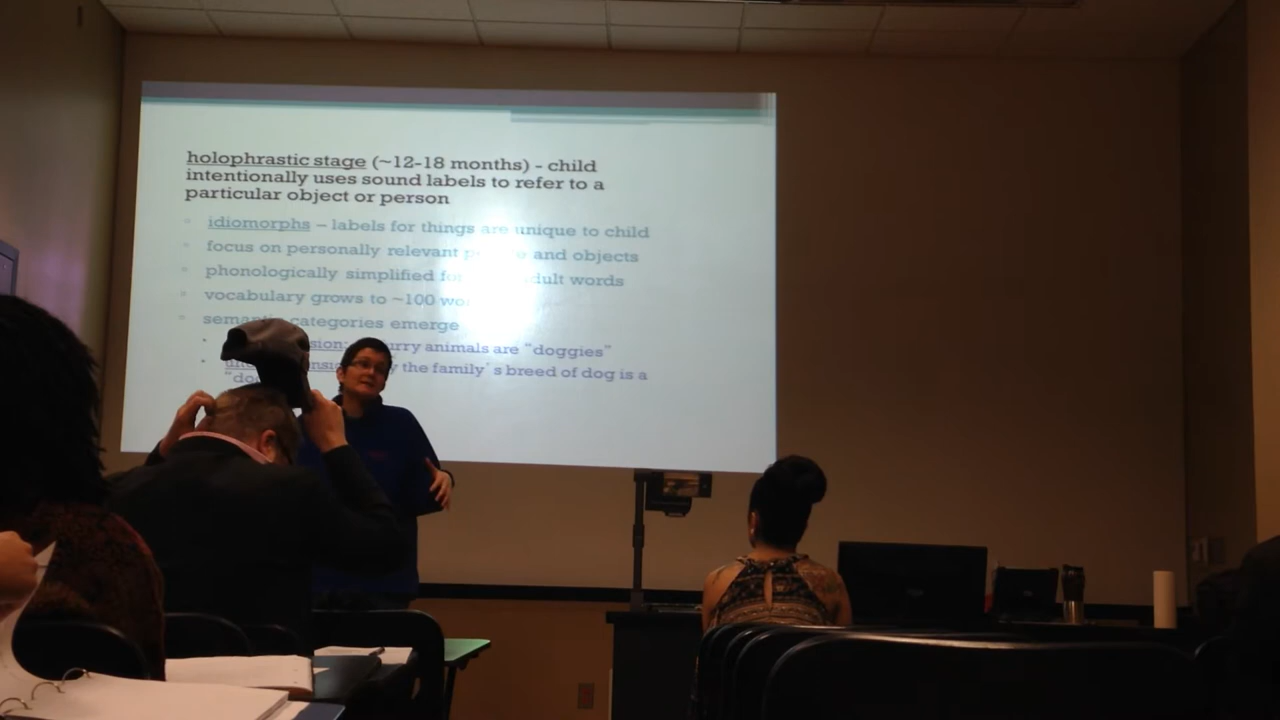 holophrastic stage (~12-18 months) - child
intentionally uses sound labels to refer to a
particular object or person
idiomorphs – labels for things are unique to child
focus on personally relevant and objects
phonologically simplified adult words
vocabulary grows to ~100
semantic categories emerge
furry animals are "doggies"
the family's breed of dog is a